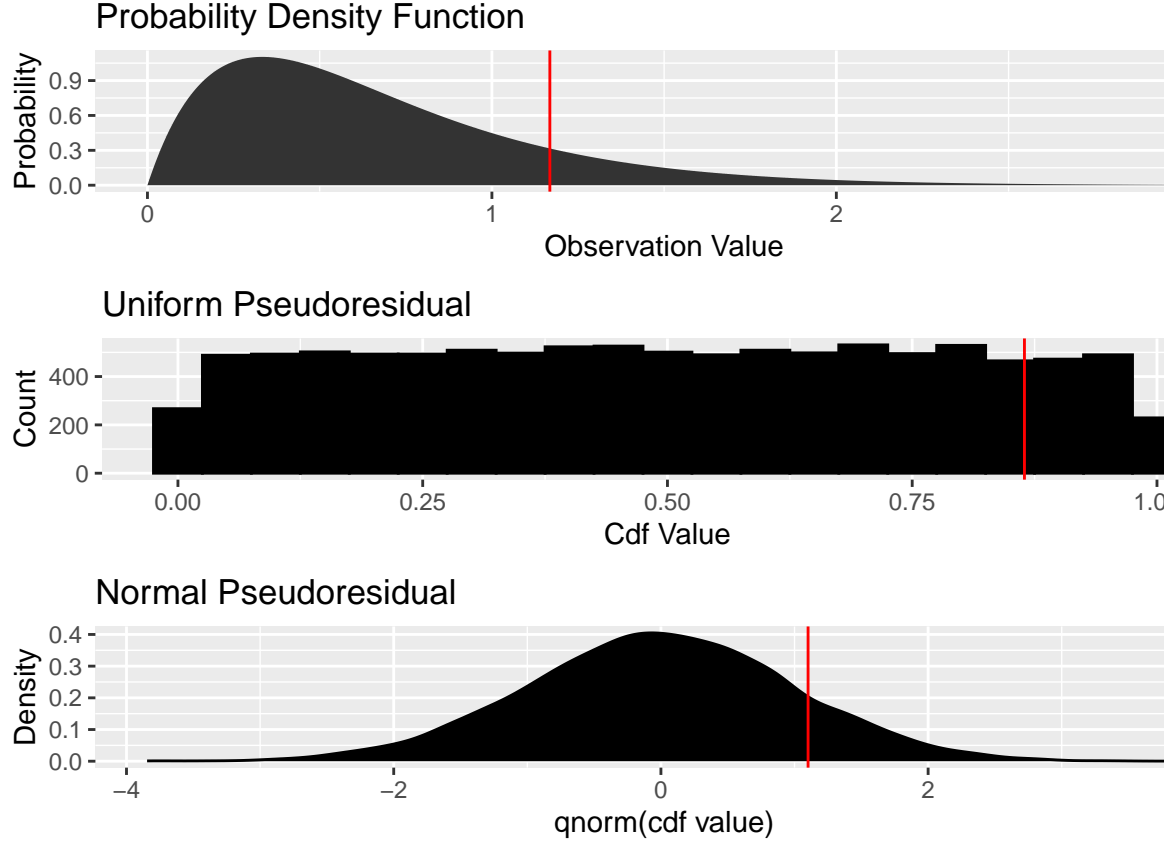 Probability Density Function
Probability
0.9
0.6
0.3
0.0
0 1 2
Observation Value
Uniform Pseudoresidual
Count
400
200
0
0.00 0.25 0.50 0.75 1.0
Cdf Value
Normal Pseudoresidual
Density
0.4
0.3
0.2
0.1
0.0
−4 −2 0 2
qnorm(cdf value)